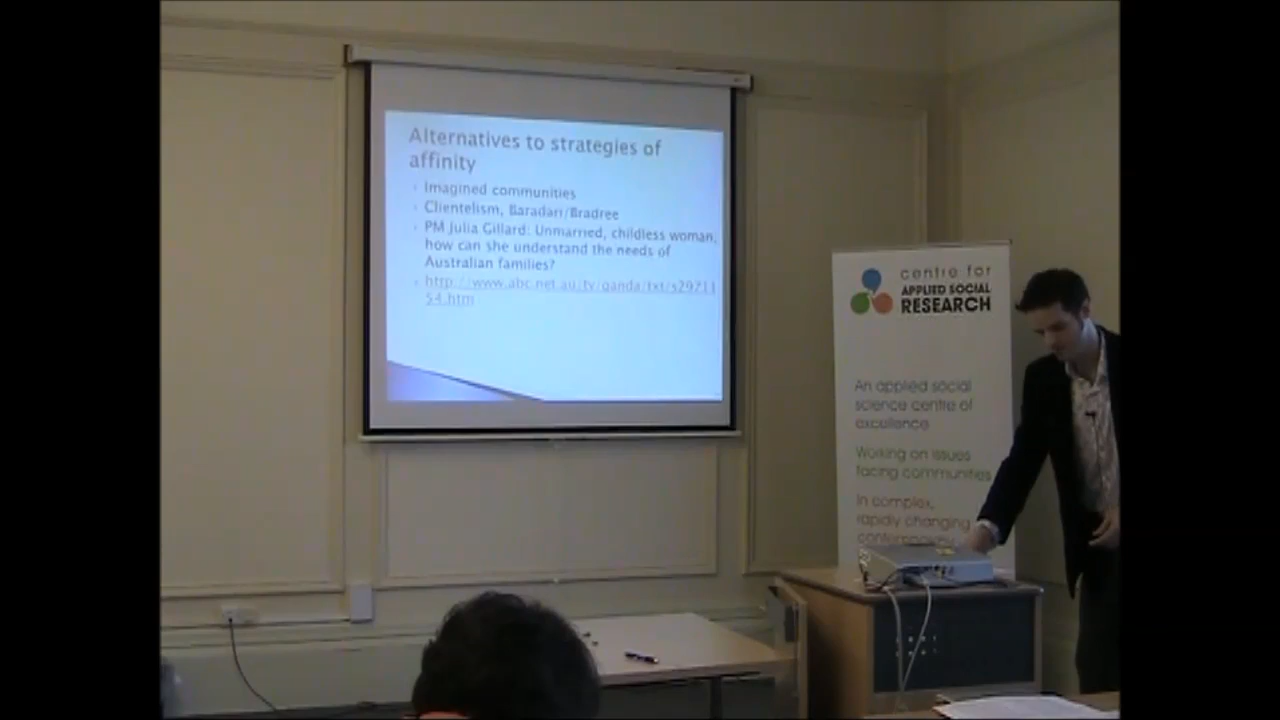 Alternatives to strategies of
affinity
Imagined communities
Clientelism, Baradari/Bradree
PM Julia Gillard: Unmarried, childless woman,
how can she understand the needs of
Australian families?
http://www.abc.net.au/tv/qanda/txt/s29711
54.htm
centre for
APPLIED SOCIAL
RESEARCH
An applied social
science centre of
excellence
Working on issues
facing communities
In complex,
rapidly changing
contemporary